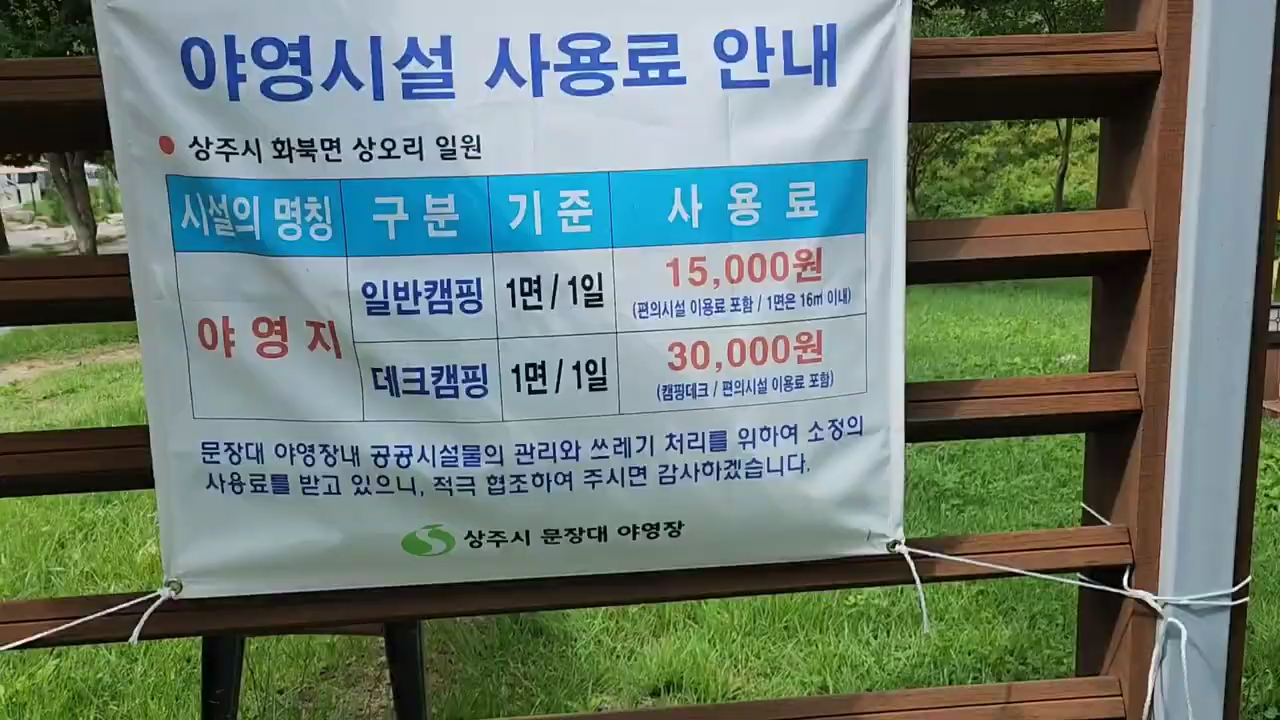 야영시설 사용료 안내
상주시 화북면 상오리 일원
시설의 명칭 구분 기준 사용료
야영지
일반캠핑 1면 / 1일 15,000원
(편의시설 이용료 포함 / 1면은 16㎡ 이내)
데크캠핑 1면 / 1일 30,000원
(캠핑데크 / 편의시설 이용료 포함)
문장대 야영장내 공공시설물의 관리와 쓰레기 처리를 위하여 소정의
사용료를 받고 있으니, 적극 협조하여 주시면 감사하겠습니다.
상주시 문장대 야영장